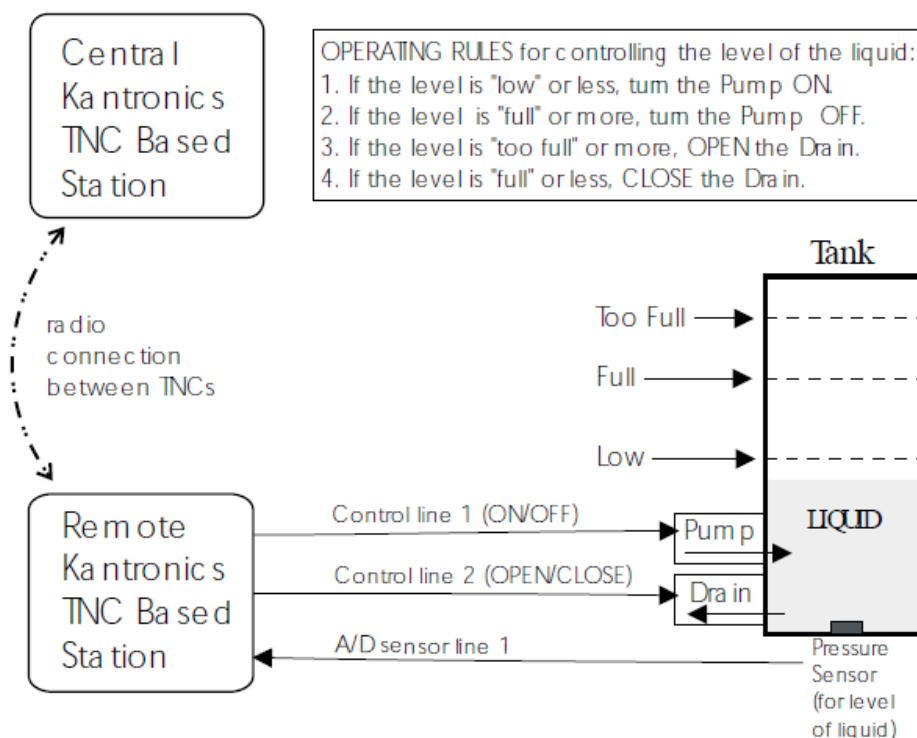 Central
Kantronics
TNC Based
Station
OPERATING RULES for controlling the level of the liquid:
1. If the level is "low" or less, turn the Pump ON.
2. If the level is "full" or more, turn the Pump OFF.
3. If the level is "too full" or more, OPEN the Drain.
4. If the level is "full" or less, CLOSE the Drain.
Tank
Too Full
Full
Low
radio
connection
between TNCs
Remote
Kantronics
TNC Based
Station
Control line 1 (ON/OFF)
Control line 2 (OPEN/CLOSE)
A/D sensor line 1
Pump
Drain
LIQUID
Pressure
Sensor
(for level
of liquid)